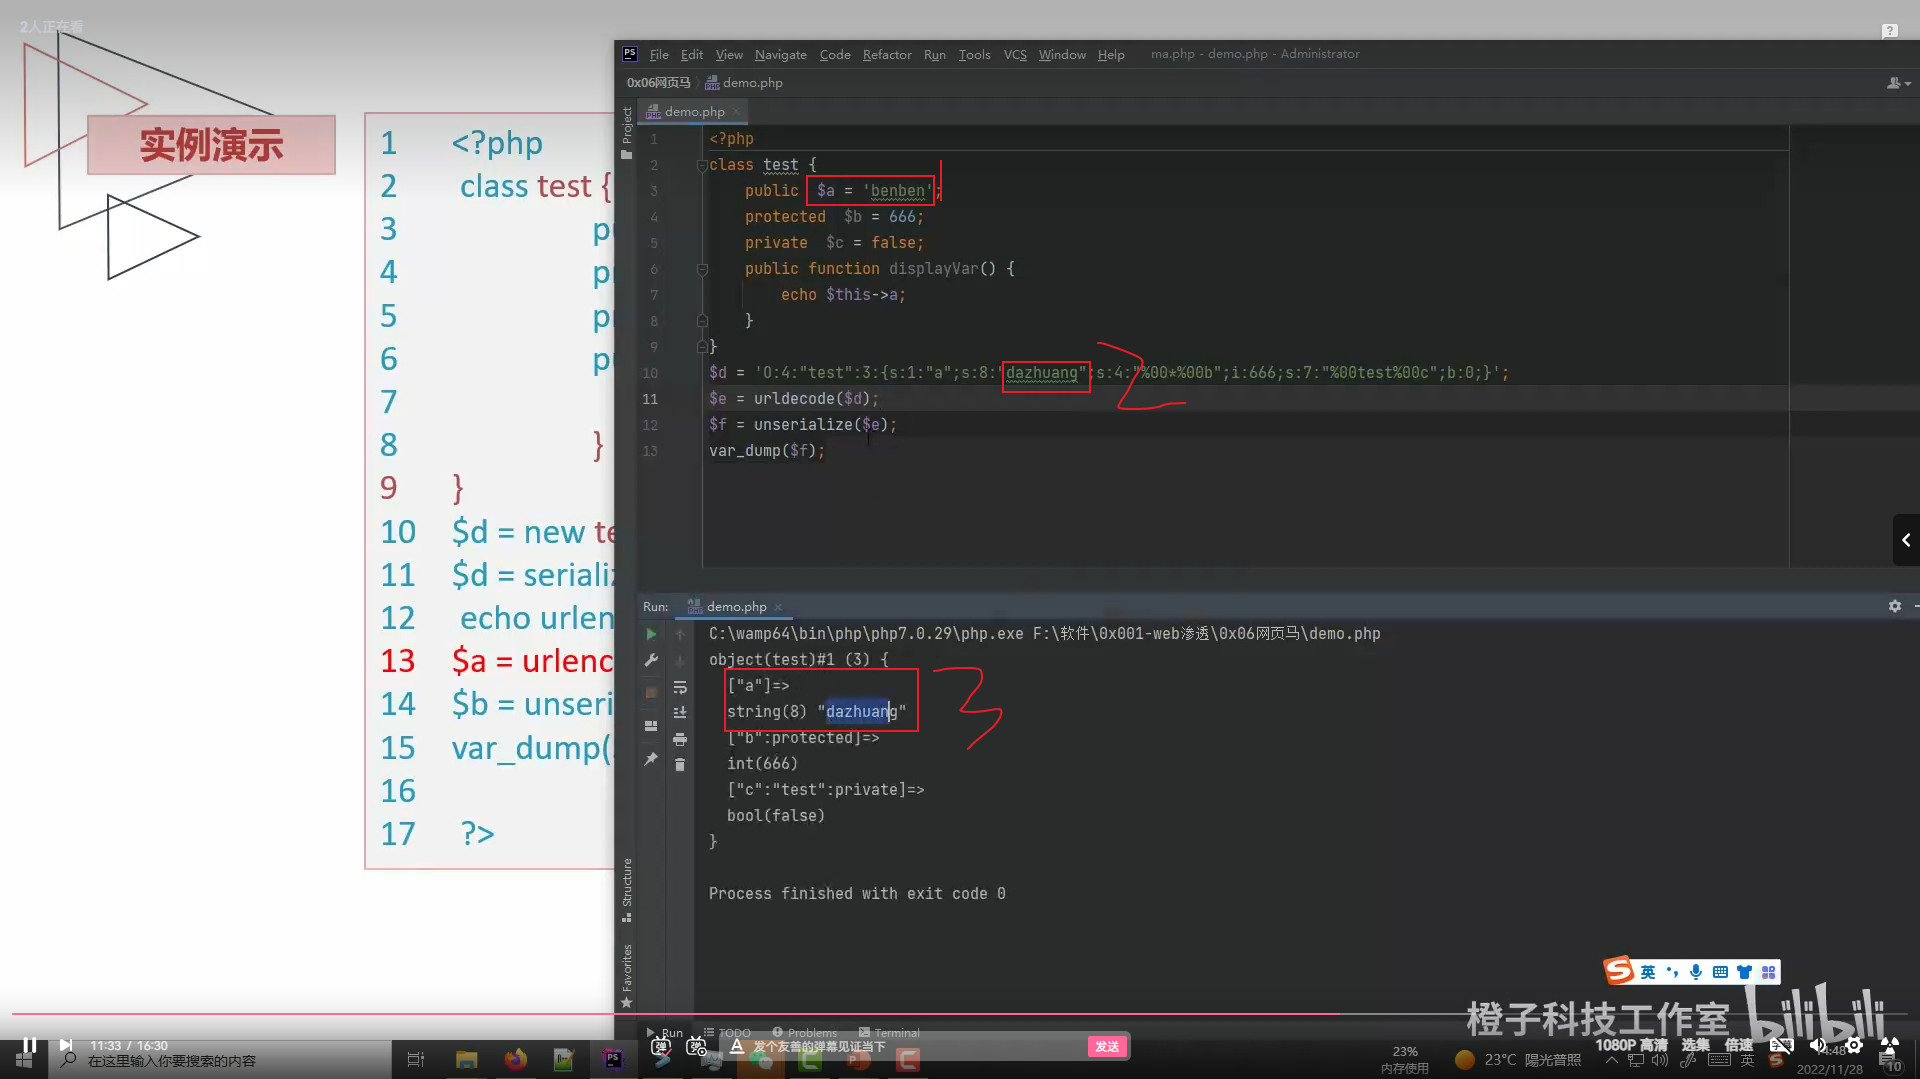 2人正在看
实例演示
1 <?php
2 class test {
3 p
4 p
5 p
6 p
7
8 }
9 }
10 $d = new te
11 $d = seriali
12 echo urlen
13 $a = urlenc
14 $b = unseri
15 var_dump(
16
17 ?>
File Edit View Navigate Code Refactor Run Tools VCS Window Help ma.php - demo.php - Administrator
0x06网页马 demo.php
demo.php
Project
1 <?php
2 class test {
3 public $a = 'benben';
4 protected $b = 666;
5 private $c = false;
6 public function displayVar() {
7 echo $this->a;
8 }
9 }
10 $d = 'O:4:"test":3:{s:1:"a";s:8:"dazhuang";s:4:"%00*%00b";i:666;s:7:"%00test%00c";b:0;}';
11 $e = urldecode($d);
12 $f = unserialize($e);
13 var_dump($f);
2
Run: demo.php
C:\wamp64\bin\php\php7.0.29\php.exe F:\软件\0x001-web渗透\0x06网页马\demo.php
object(test)#1 (3) {
["a"]=>
string(8) "dazhuang"
["b":protected]=>
int(666)
["c":"test":private]=>
bool(false)
}
3
Process finished with exit code 0
Structure
Favorites
Run TODO Problems Terminal
英
橙子科技工作室 bilibili
11:33 / 16:30
发个友善的弹幕见证当下 发送
1080P 高清 选集 倍速
在这里输入你要搜索的内容
23% 内存使用
23°C 陽光普照
英
14:48
2022/11/28
10